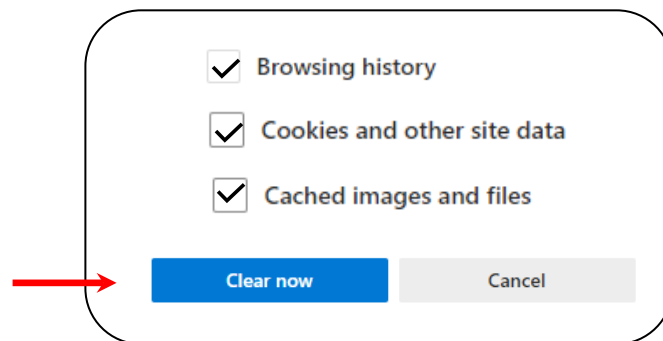 Browsing history
Cookies and other site data
Cached images and files
Clear now
Cancel